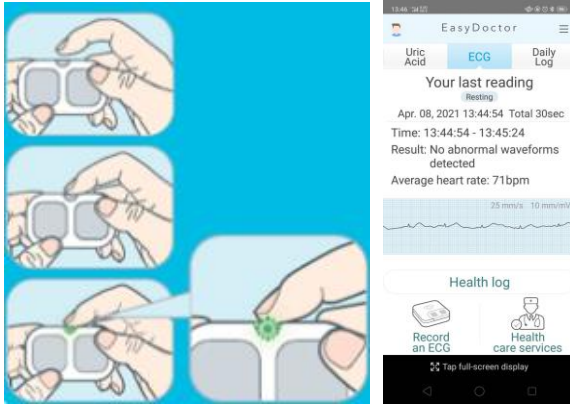 13:46
EasyDoctor
Uric Acid
ECG
Daily Log
Your last reading
Resting
Apr. 08, 2021 13:44:54 Total 30sec
Time: 13:44:54 - 13:45:24
Result: No abnormal waveforms
detected
Average heart rate: 71bpm
25 mm/s 10 mm/mV
Health log
Record
an ECG
Health
care services
Tap full-screen display